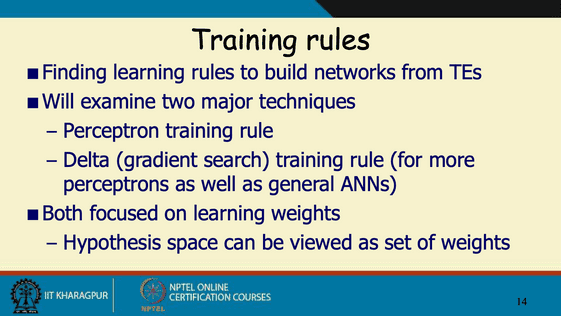 Training rules
■ Finding learning rules to build networks from TEs
■ Will examine two major techniques
– Perceptron training rule
– Delta (gradient search) training rule (for more
perceptrons as well as general ANNs)
■ Both focused on learning weights
– Hypothesis space can be viewed as set of weights
IIT KHARAGPUR
NPTEL ONLINE
CERTIFICATION COURSES
NPTEL
14